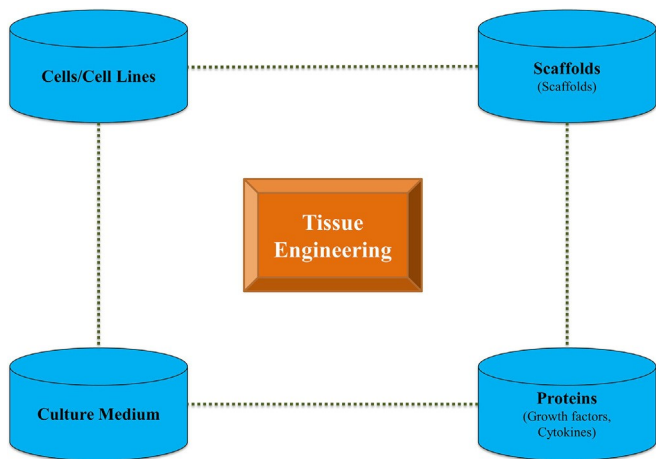 Cells/Cell Lines
Scaffolds
(Scaffolds)
Tissue
Engineering
Culture Medium
Proteins
(Growth factors,
Cytokines)